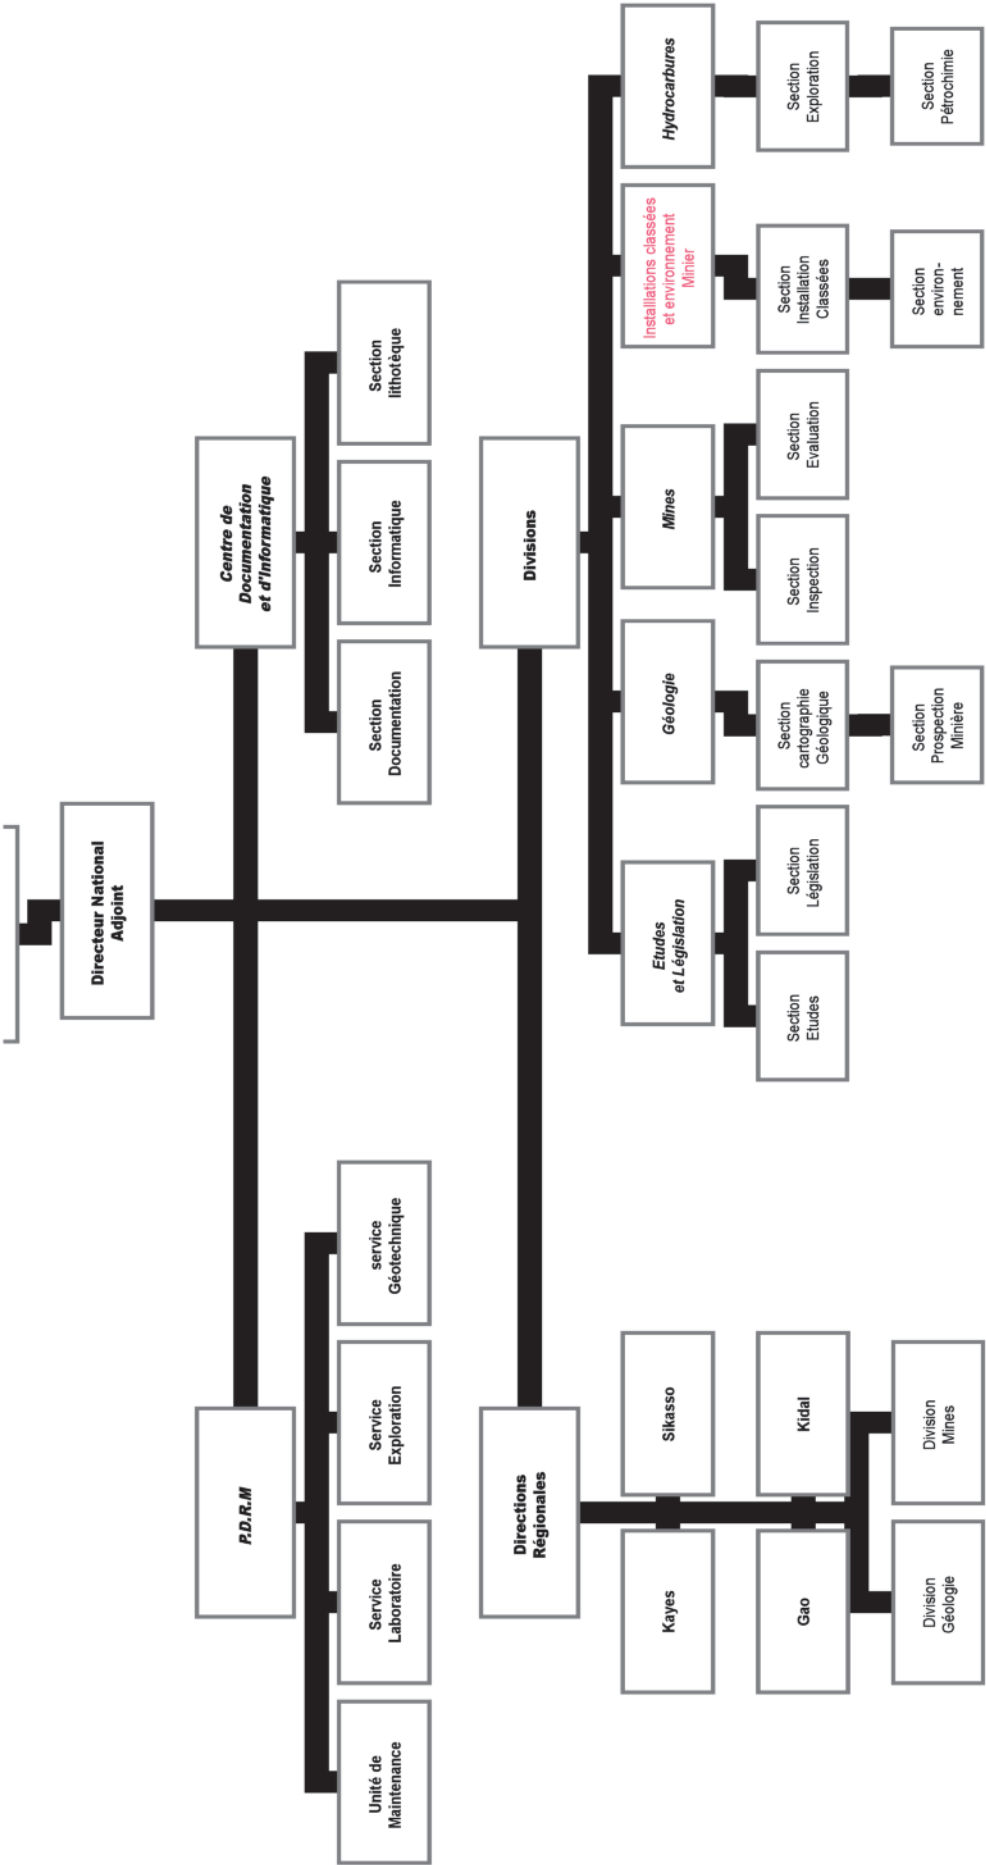 Directeur National
Adjoint
P.D.R.M
Centre de
Documentation
et d'Informatique
Unité de
Maintenance
Service
Laboratoire
Service
Exploration
service
Géotechnique
Section
Documentation
Section
Informatique
Section
lithotèque
Directions
Régionales
Divisions
Kayes
Sikasso
Gao
Kidal
Division
Géologie
Division
Mines
Etudes
et Législation
Géologie
Mines
Installlations classées
et environnement
Minier
Hydrocarbures
Section
Etudes
Section
Législation
Section
cartographie
Géologique
Section
Inspection
Section
Evaluation
Section
Installation
Classées
Section
Exploration
Section
Prospection
Minière
Section
environ-
nement
Section
Pétrochimie